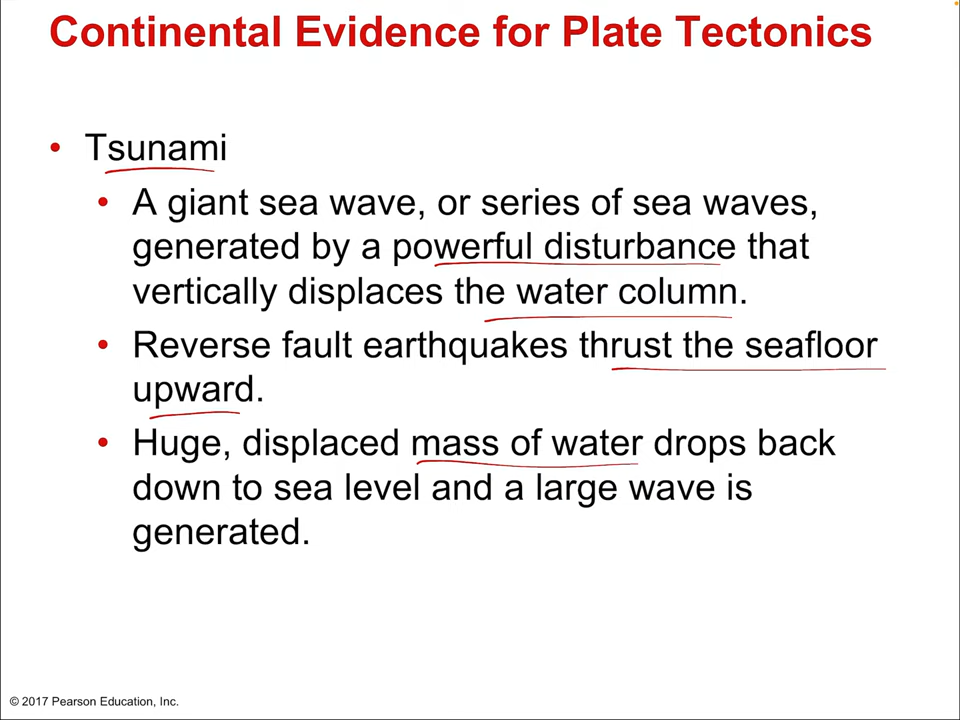 Continental Evidence for Plate Tectonics
• Tsunami
• A giant sea wave, or series of sea waves,
generated by a powerful disturbance that
vertically displaces the water column.
• Reverse fault earthquakes thrust the seafloor
upward.
• Huge, displaced mass of water drops back
down to sea level and a large wave is
generated.
© 2017 Pearson Education, Inc.